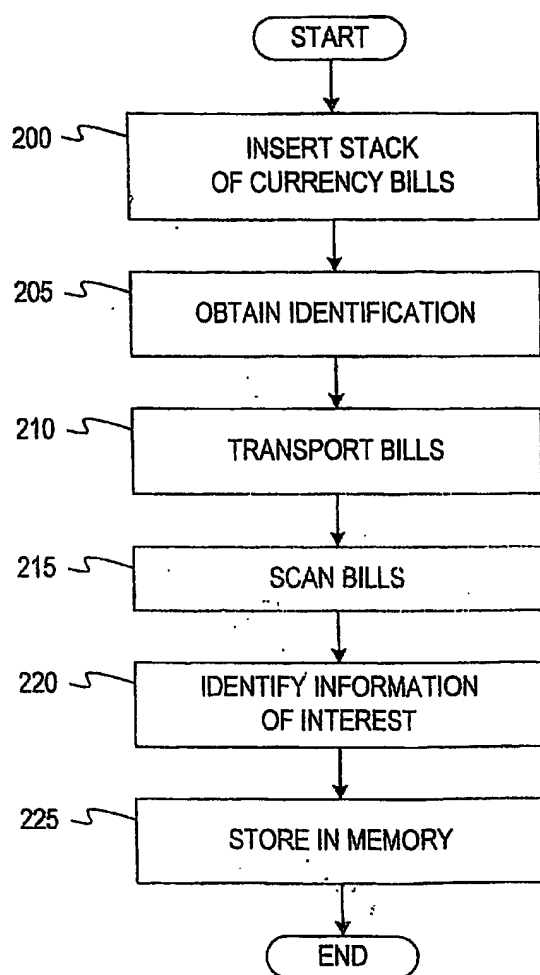 START
200
INSERT STACK
OF CURRENCY BILLS
205
OBTAIN IDENTIFICATION
210
TRANSPORT BILLS
215
SCAN BILLS
220
IDENTIFY INFORMATION
OF INTEREST
225
STORE IN MEMORY
END